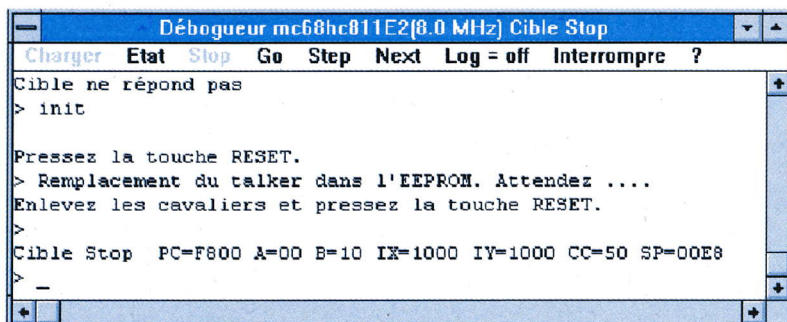 Débogueur mc68hc811E2(8.0 MHz) Cible Stop
Charger Etat Stop Go Step Next Log = off Interrompre ?
Cible ne répond pas
> init
Pressez la touche RESET.
> Remplacement du talker dans l'EEPROM. Attendez ....
Enlevez les cavaliers et pressez la touche RESET.
>
Cible Stop PC=F800 A=00 B=10 IX=1000 IY=1000 CC=50 SP=00E8
> _